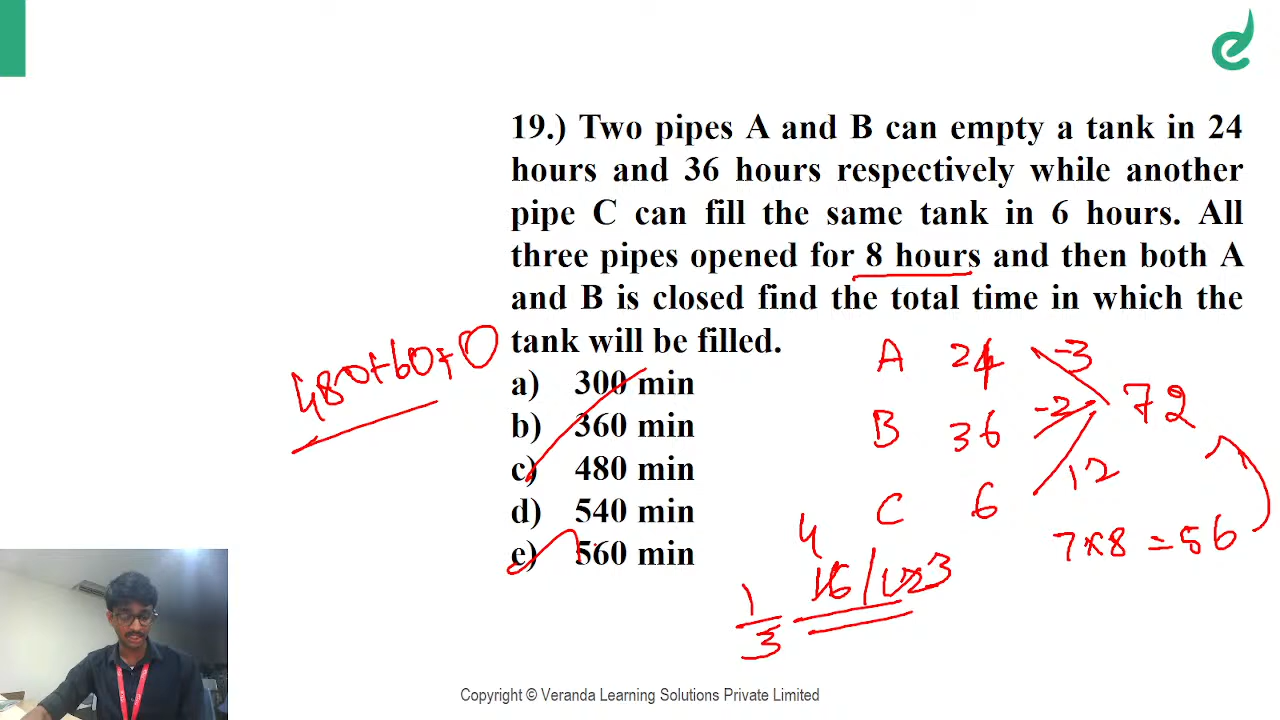 19.) Two pipes A and B can empty a tank in 24
hours and 36 hours respectively while another
pipe C can fill the same tank in 6 hours. All
three pipes opened for 8 hours and then both A
and B is closed find the total time in which the
tank will be filled.
a) 300 min
b) 360 min
c) 480 min
d) 540 min
e) 560 min
480+60+
A 24 -3
B 36 -2 72
C 6 12
7x8 = 56
4
16/12 3
1
3
Copyright © Veranda Learning Solutions Private Limited